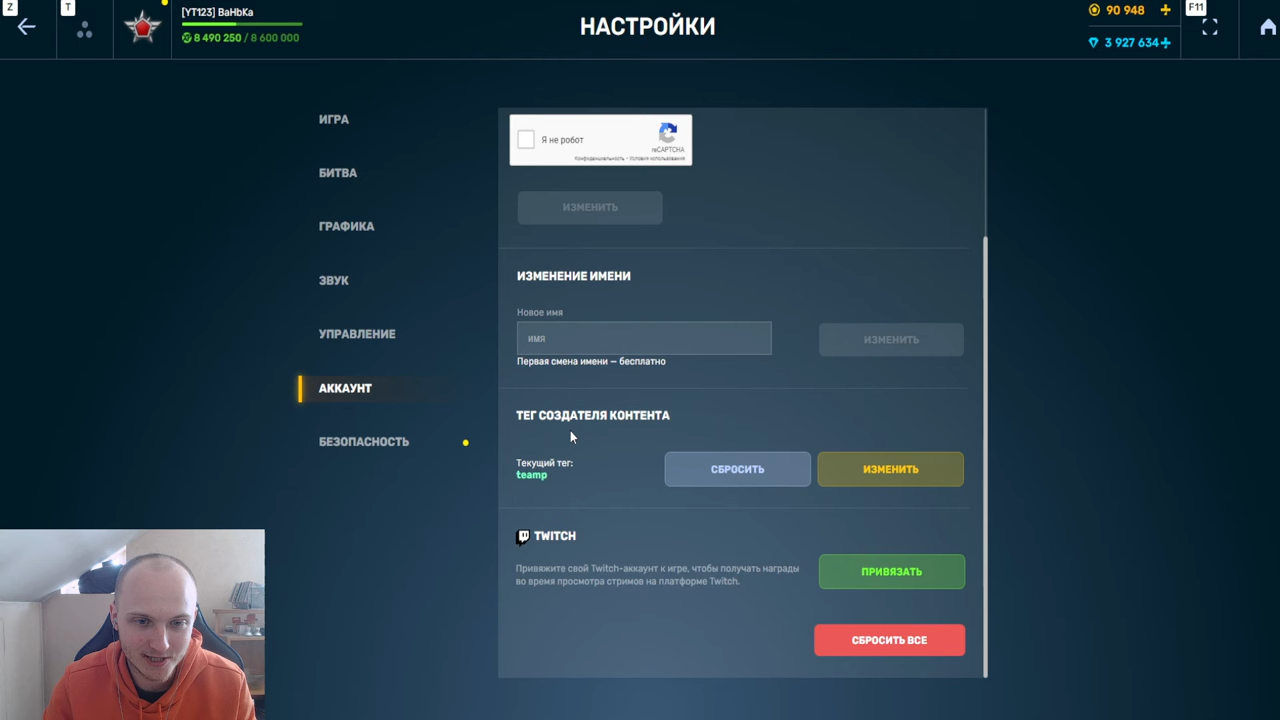 Z
T
[YT123] BaHbKa
8 490 250 / 8 600 000
НАСТРОЙКИ
90 948 +
3 927 634 +
F11
ИГРА
БИТВА
ГРАФИКА
ЗВУК
УПРАВЛЕНИЕ
АККАУНТ
БЕЗОПАСНОСТЬ
Я не робот
reCAPTCHA
Конфиденциальность - Условия использования
ИЗМЕНИТЬ
ИЗМЕНЕНИЕ ИМЕНИ
Новое имя
имя
ИЗМЕНИТЬ
Первая смена имени — бесплатно
ТЕГ СОЗДАТЕЛЯ КОНТЕНТА
Текущий тег:
teamp
СБРОСИТЬ
ИЗМЕНИТЬ
TWITCH
Привяжите свой Twitch-аккаунт к игре, чтобы получать награды
во время просмотра стримов на платформе Twitch.
ПРИВЯЗАТЬ
СБРОСИТЬ ВСЕ